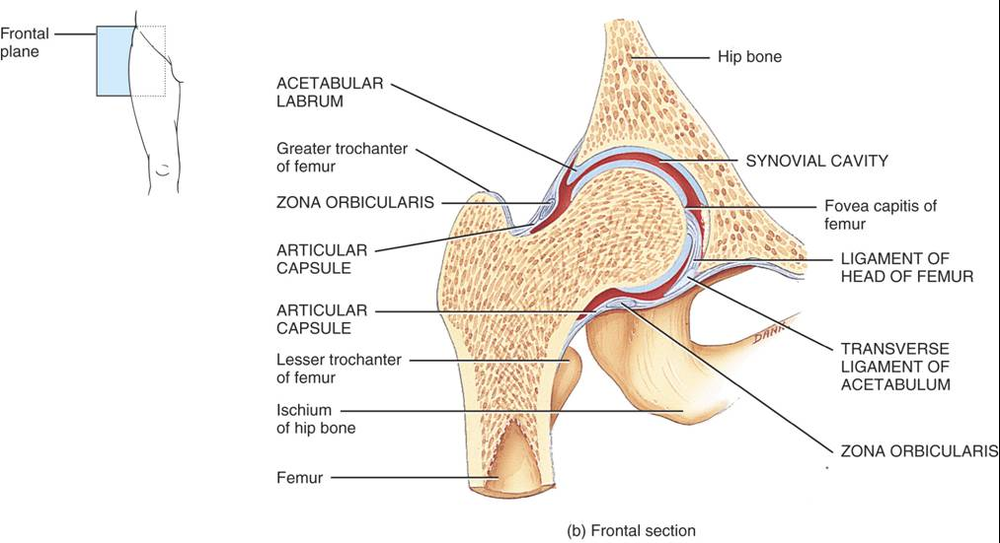 Frontal
plane
ACETABULAR
LABRUM
Greater trochanter
of femur
ZONA ORBICULARIS
ARTICULAR
CAPSULE
ARTICULAR
CAPSULE
Lesser trochanter
of femur
Ischium
of hip bone
Femur
Hip bone
SYNOVIAL CAVITY
Fovea capitis of
femur
LIGAMENT OF
HEAD OF FEMUR
TRANSVERSE
LIGAMENT OF
ACETABULUM
ZONA ORBICULARIS
(b) Frontal section